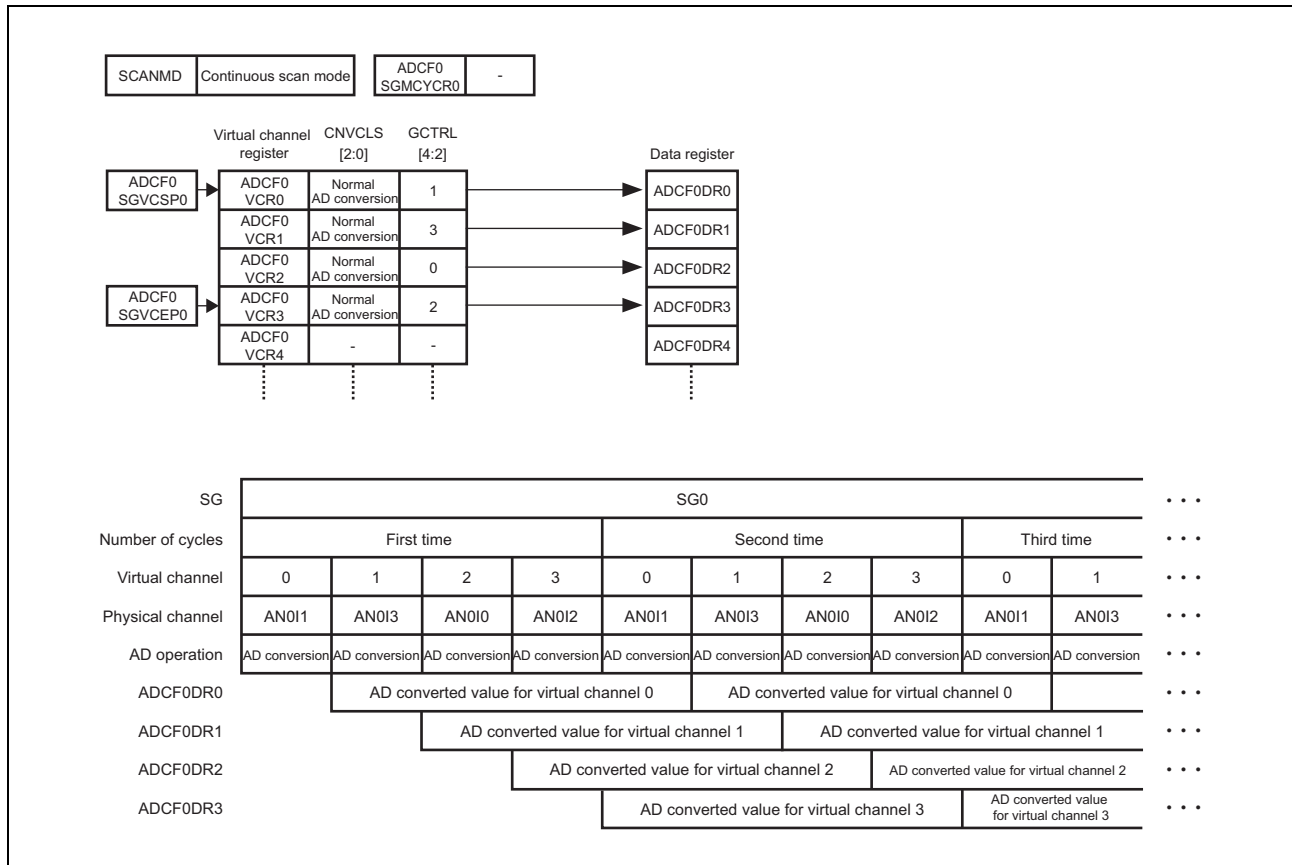 SCANMD Continuous scan mode ADCF0 SGMCYCR0 -
Virtual channel register CNVCLS [2:0] GCTRL [4:2] Data register
ADCF0 SGVCSP0 ADCF0 VCR0 Normal AD conversion 1 ADCF0DR0
ADCF0 VCR1 Normal AD conversion 3 ADCF0DR1
ADCF0 VCR2 Normal AD conversion 0 ADCF0DR2
ADCF0 SGVCEP0 ADCF0 VCR3 Normal AD conversion 2 ADCF0DR3
ADCF0 VCR4 - - ADCF0DR4
SG SG0 • • •
Number of cycles First time Second time Third time • • •
Virtual channel 0 1 2 3 0 1 2 3 0 1 • • •
Physical channel AN0I1 AN0I3 AN0I0 AN0I2 AN0I1 AN0I3 AN0I0 AN0I2 AN0I1 AN0I3 • • •
AD operation AD conversion AD conversion AD conversion AD conversion AD conversion AD conversion AD conversion AD conversion AD conversion AD conversion • • •
ADCF0DR0 AD converted value for virtual channel 0 AD converted value for virtual channel 0 • • •
ADCF0DR1 AD converted value for virtual channel 1 AD converted value for virtual channel 1 • • •
ADCF0DR2 AD converted value for virtual channel 2 AD converted value for virtual channel 2 • • •
ADCF0DR3 AD converted value for virtual channel 3 AD converted value for virtual channel 3 • • •